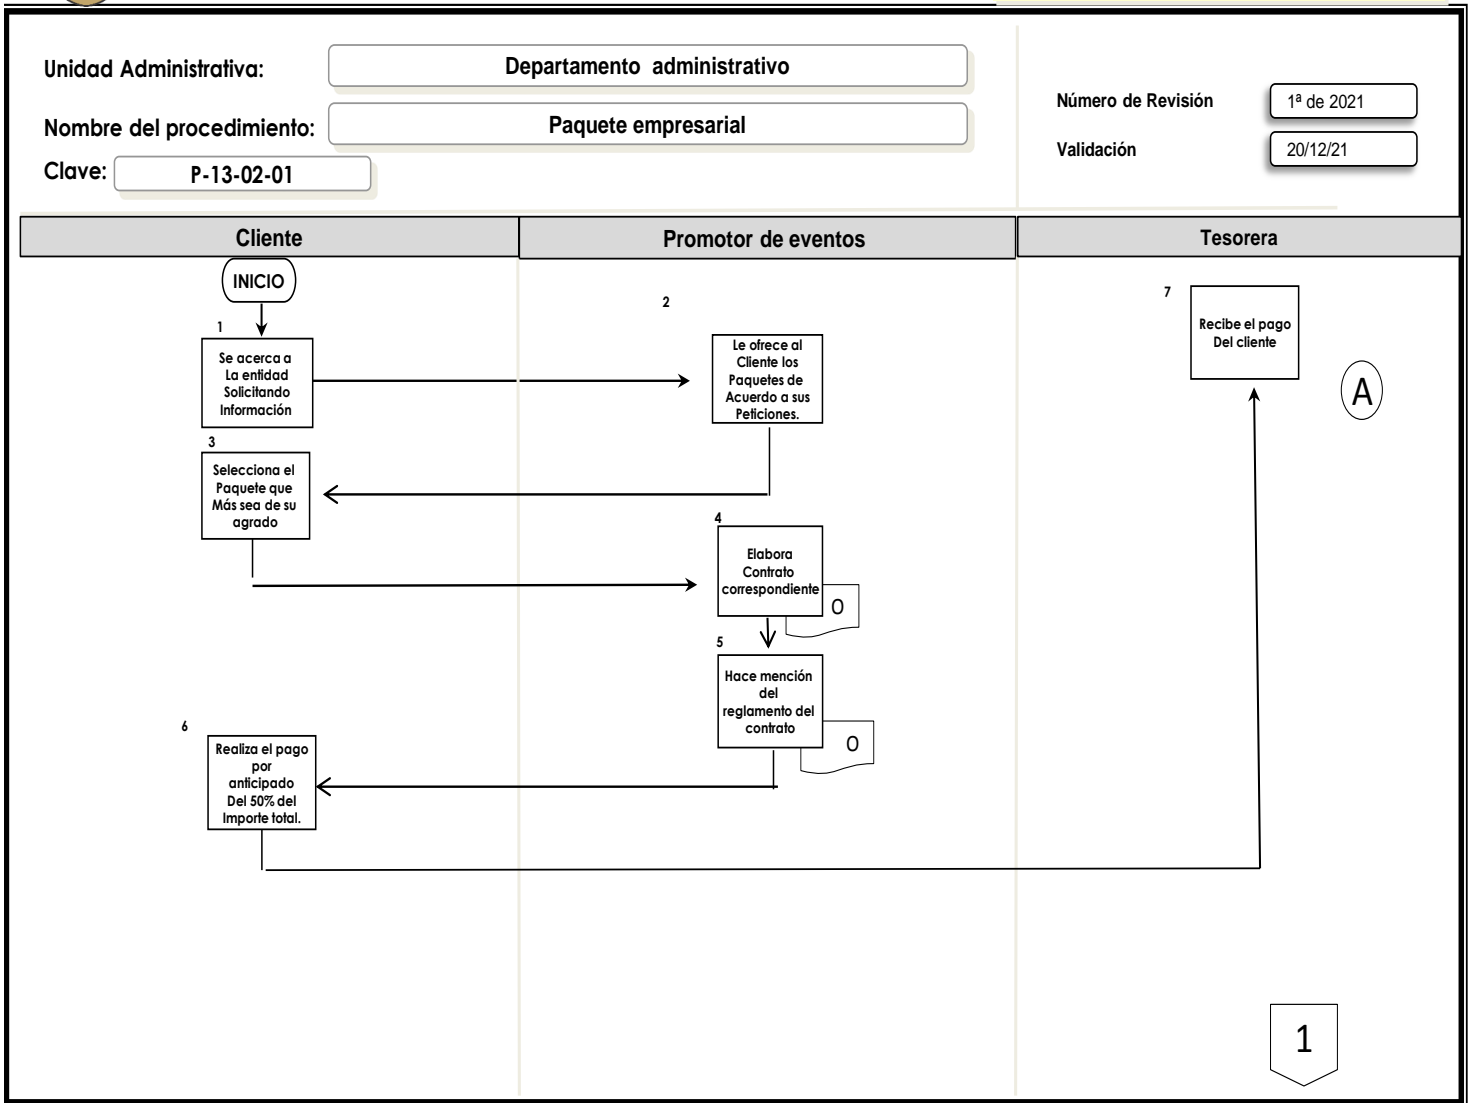 Unidad Administrativa:
Departamento administrativo
Nombre del procedimiento:
Paquete empresarial
Clave:
P-13-02-01
Número de Revisión
1ª de 2021
Validación
20/12/21
Cliente
Promotor de eventos
Tesorera
INICIO
1
Se acerca a
La entidad
Solicitando
Información
2
Le ofrece al
Cliente los
Paquetes de
Acuerdo a sus
Peticiones.
3
Selecciona el
Paquete que
Más sea de su
agrado
4
Elabora
Contrato
correspondiente
O
5
Hace mención
del
reglamento del
contrato
O
6
Realiza el pago
por
anticipado
Del 50% del
Importe total.
7
Recibe el pago
Del cliente
A
1